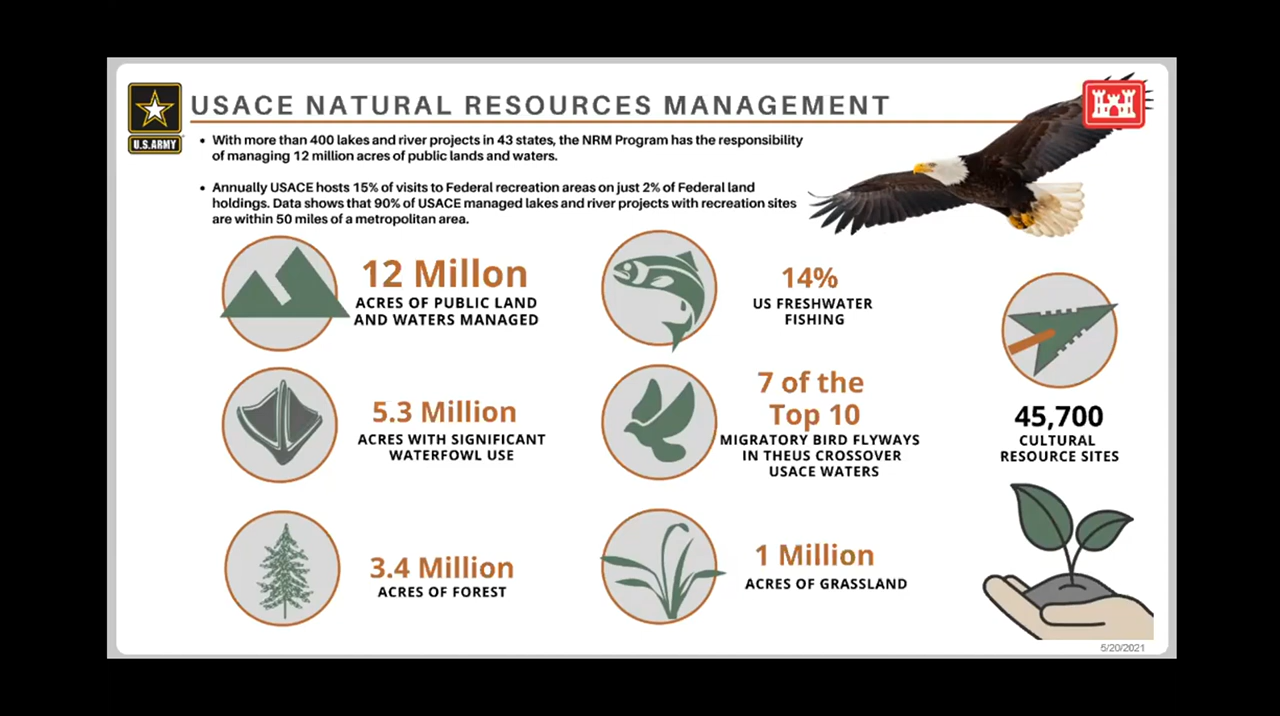 USACE NATURAL RESOURCES MANAGEMENT
U.S.ARMY
• With more than 400 lakes and river projects in 43 states, the NRM Program has the responsibility
of managing 12 million acres of public lands and waters.
• Annually USACE hosts 15% of visits to Federal recreation areas on just 2% of Federal land
holdings. Data shows that 90% of USACE managed lakes and river projects with recreation sites
are within 50 miles of a metropolitan area.
12 Millon
ACRES OF PUBLIC LAND
AND WATERS MANAGED
14%
US FRESHWATER
FISHING
5.3 Million
ACRES WITH SIGNIFICANT
WATERFOWL USE
7 of the
Top 10
MIGRATORY BIRD FLYWAYS
IN THEUS CROSSOVER
USACE WATERS
45,700
CULTURAL
RESOURCE SITES
3.4 Million
ACRES OF FOREST
1 Million
ACRES OF GRASSLAND
5/20/2021